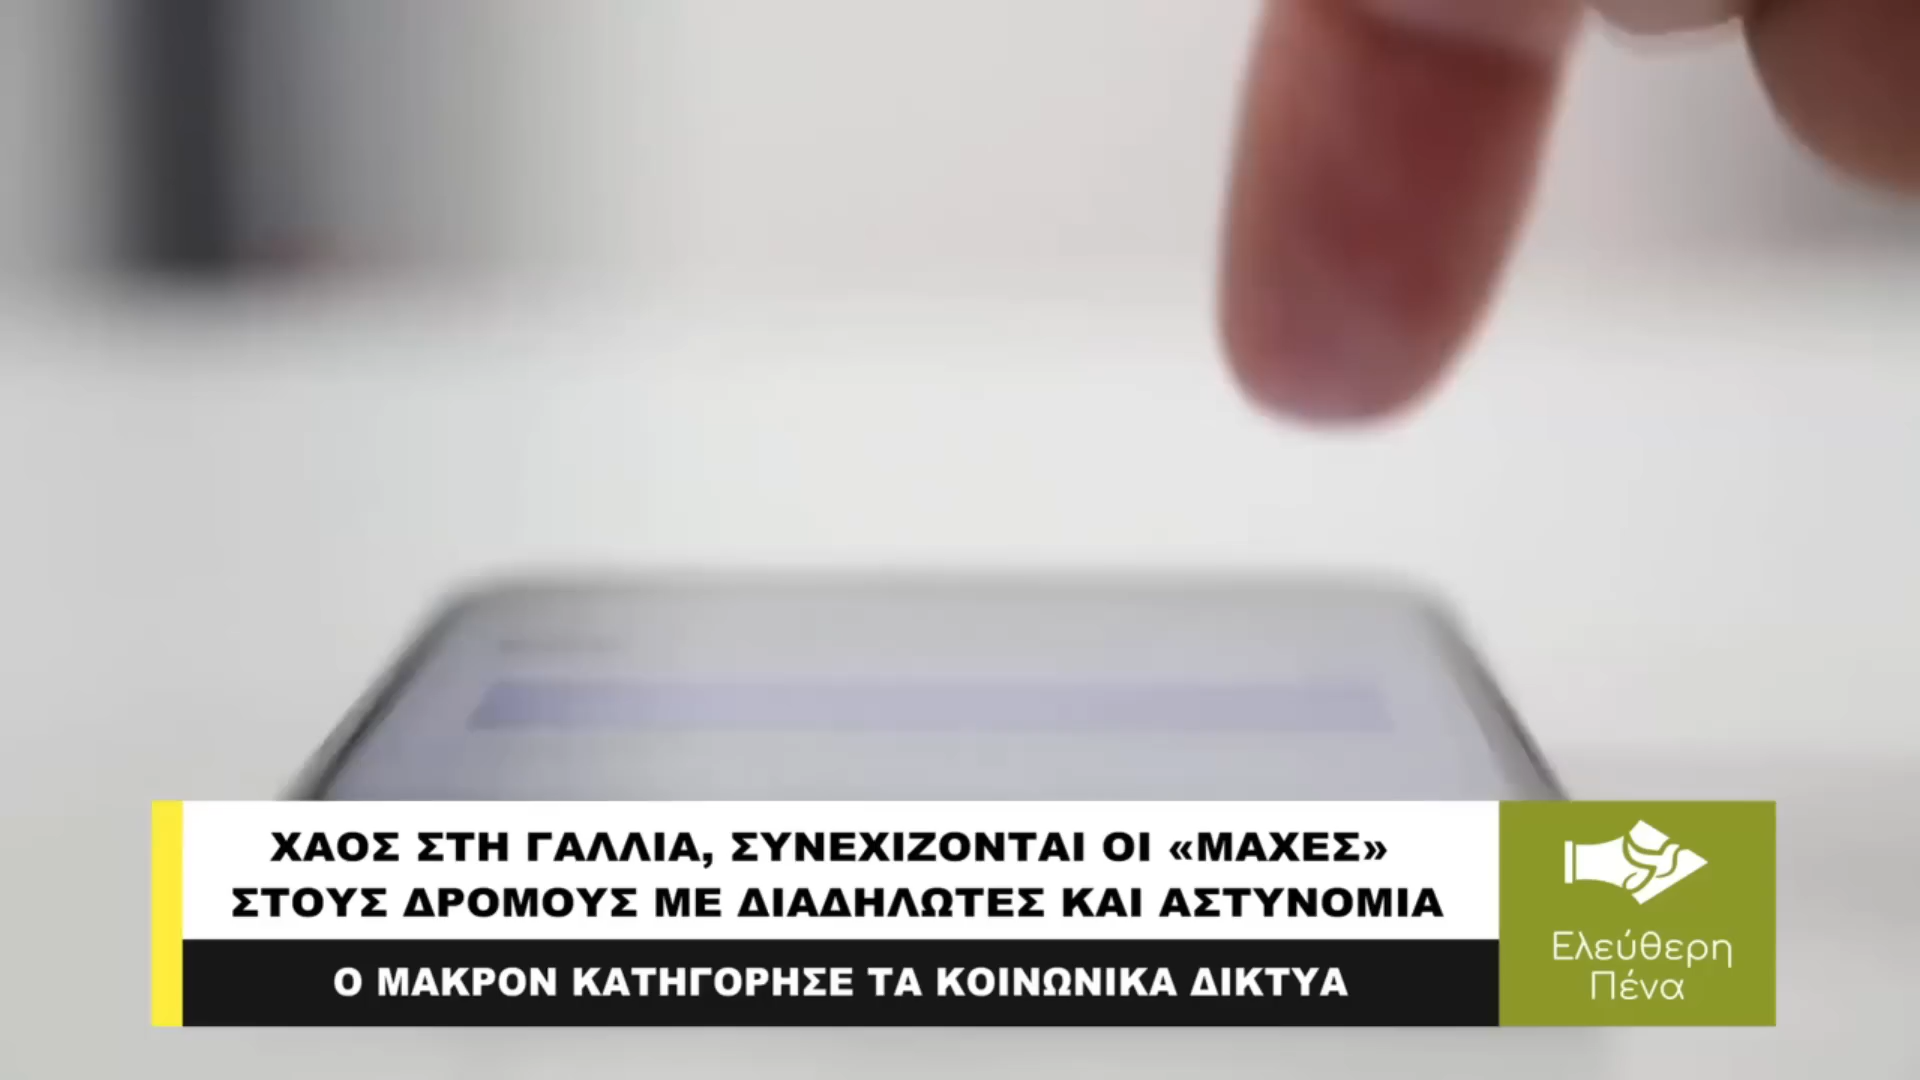 ΧΑΟΣ ΣΤΗ ΓΑΛΛΙΑ, ΣΥΝΕΧΙΖΟΝΤΑΙ ΟΙ «ΜΑΧΕΣ»
ΣΤΟΥΣ ΔΡΟΜΟΥΣ ΜΕ ΔΙΑΔΗΛΩΤΕΣ ΚΑΙ ΑΣΤΥΝΟΜΙΑ
Ο ΜΑΚΡΟΝ ΚΑΤΗΓΟΡΗΣΕ ΤΑ ΚΟΙΝΩΝΙΚΑ ΔΙΚΤΥΑ
Ελεύθερη
Πένα